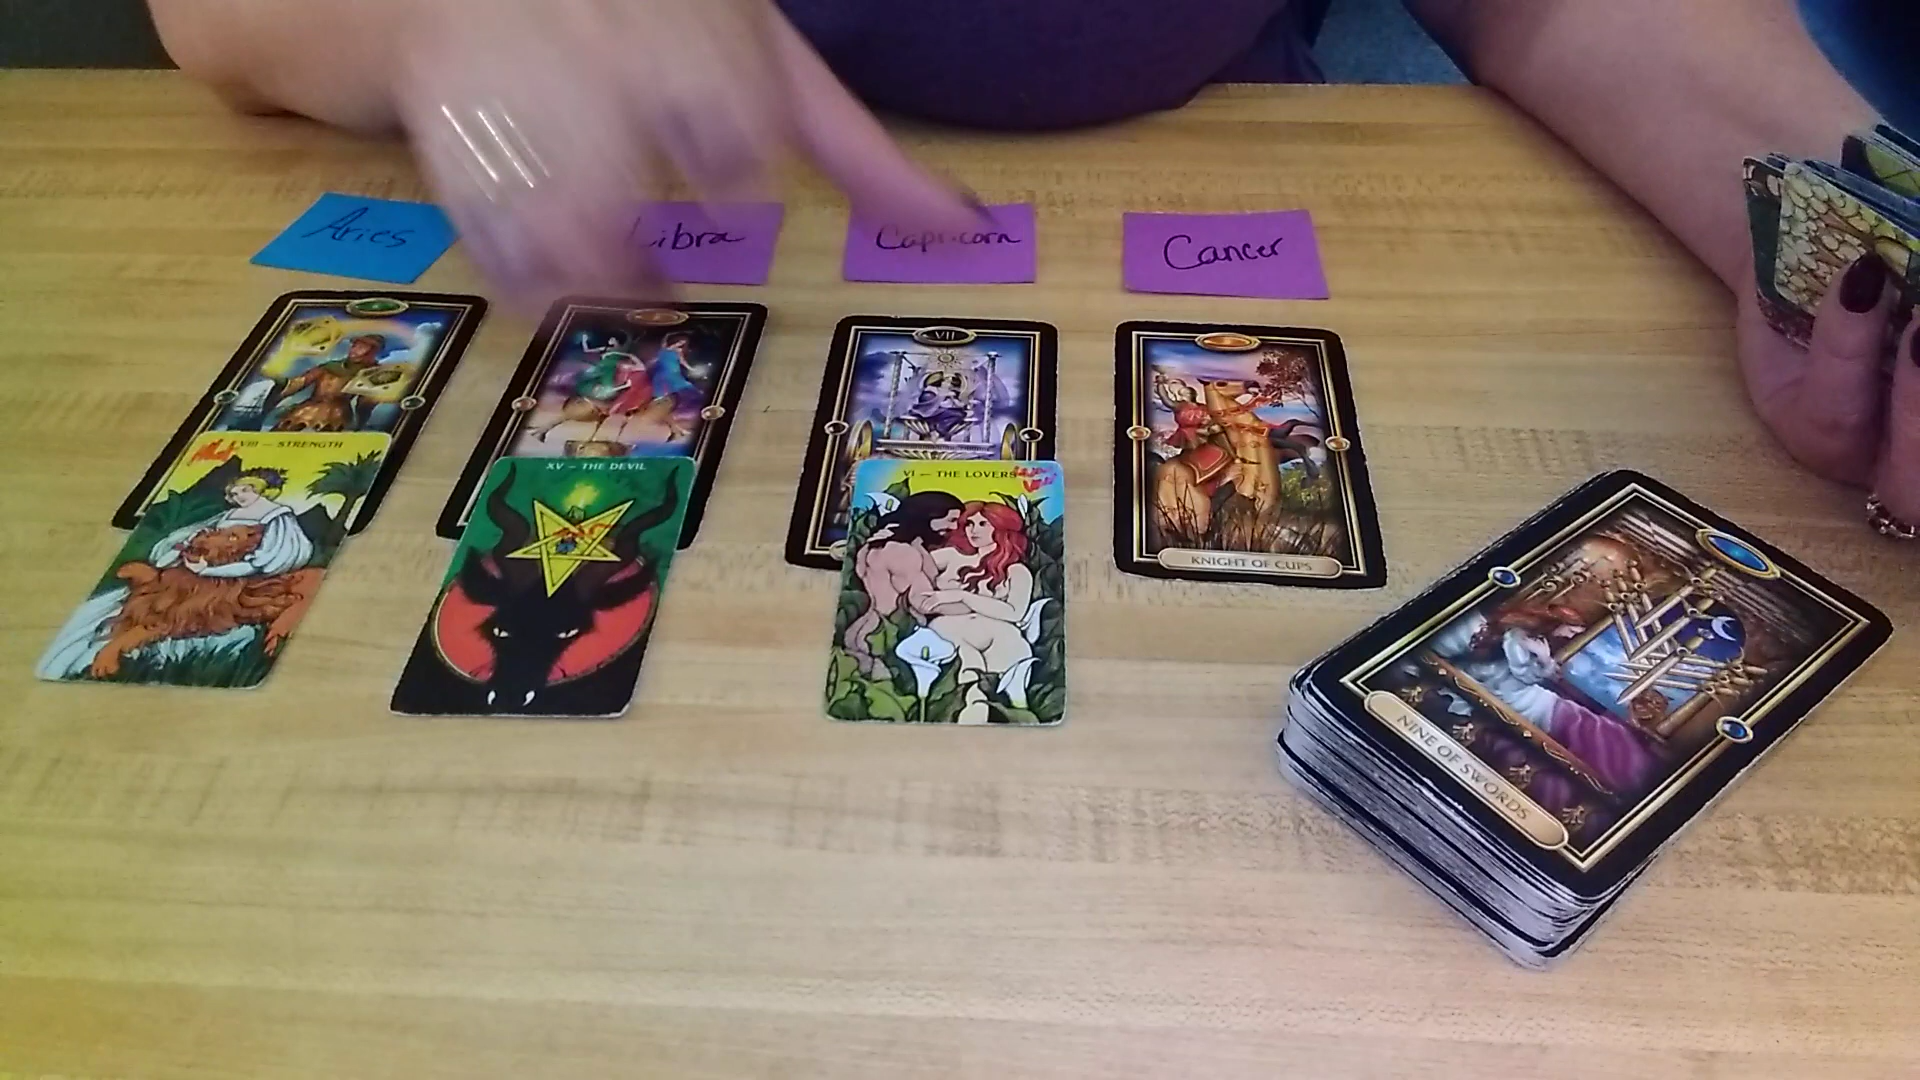 Aries
Libra
Capricorn
Cancer
VII
VIII — STRENGTH
XV — THE DEVIL
VI — THE LOVERS
KNIGHT OF CUPS
NINE OF SWORDS